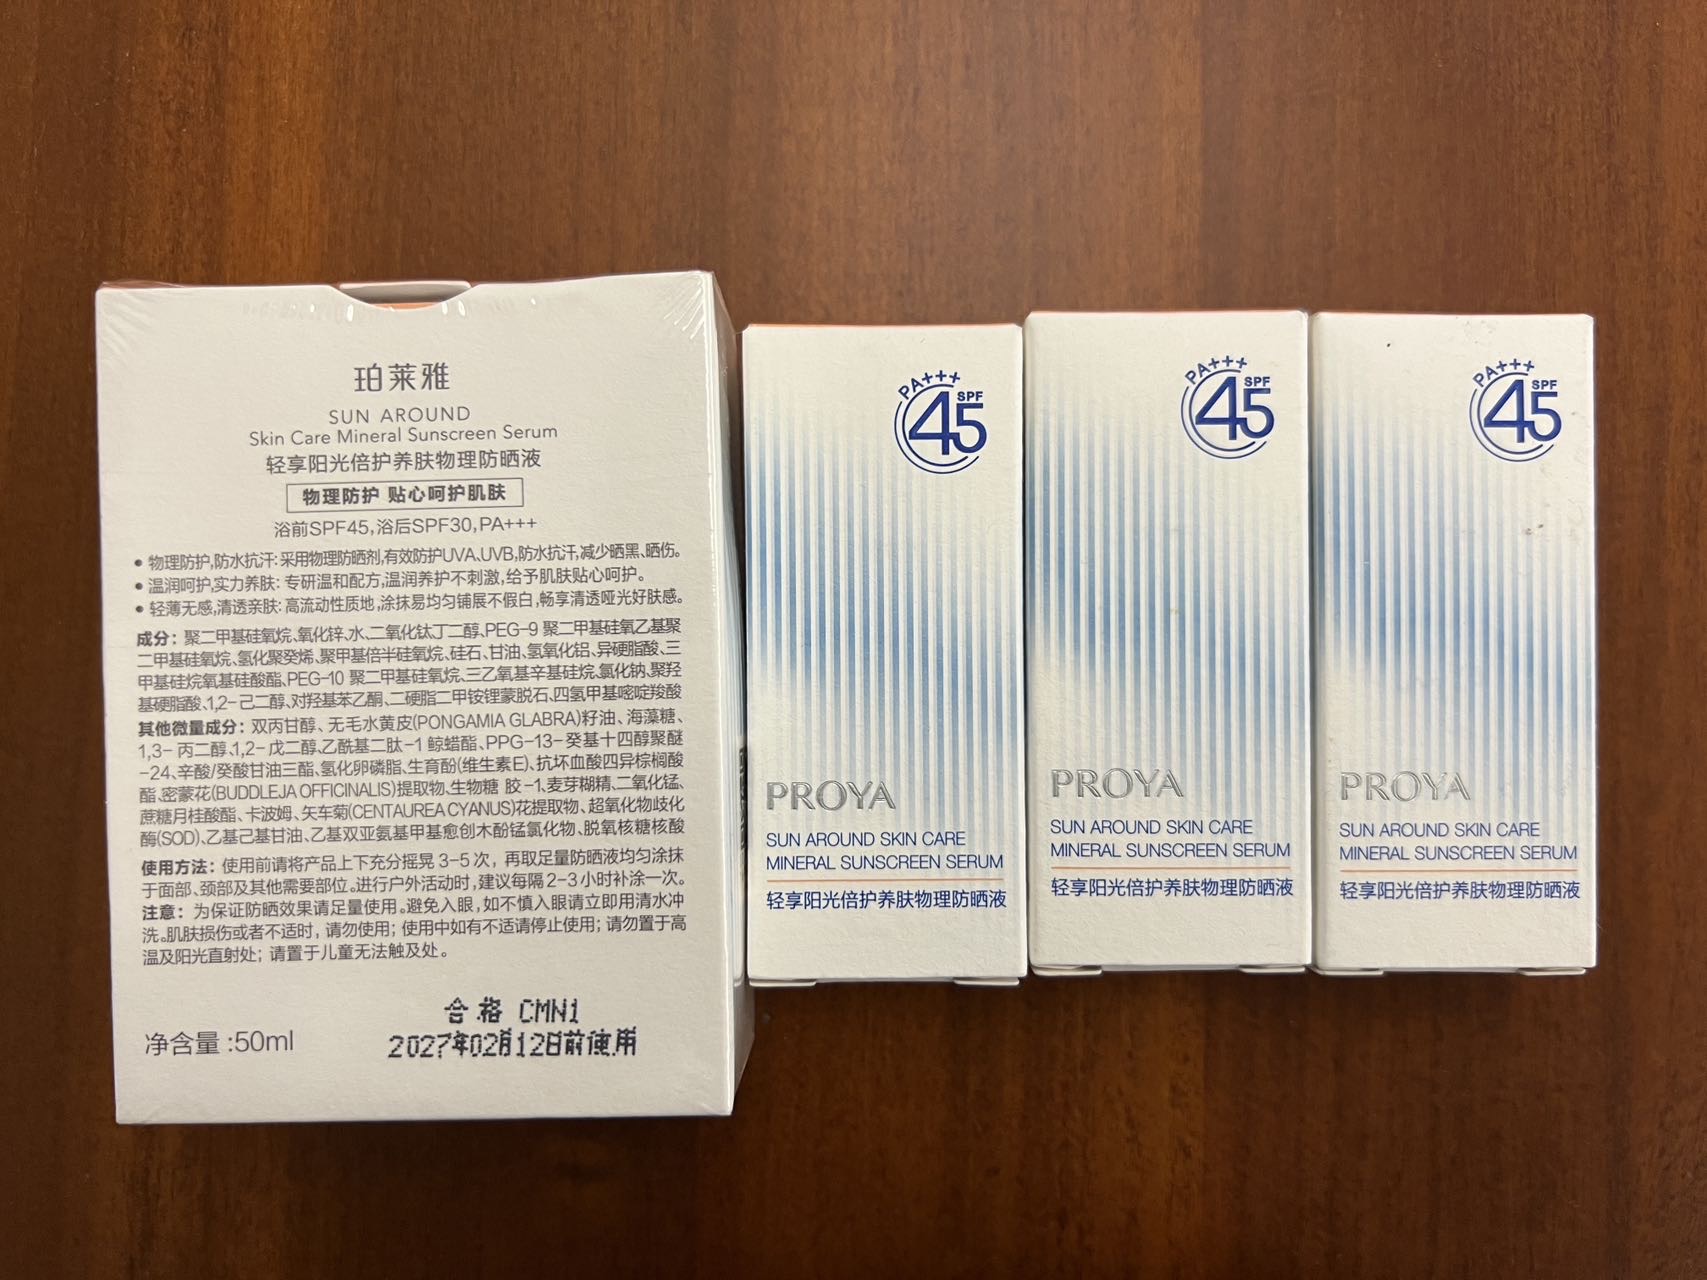 珀莱雅
SUN AROUND
Skin Care Mineral Sunscreen Serum
轻享阳光倍护养肤物理防晒液
物理防护 贴心呵护肌肤
浴前SPF45,浴后SPF30,PA+++
• 物理防护,防水抗汗:采用物理防晒剂,有效防护UVA、UVB,防水抗汗,减少晒黑、晒伤。
• 温润呵护,实力养肤:专研温和配方,温润养护不刺激,给予肌肤贴心呵护。
• 轻薄无感,清透亲肤:高流动性质地,涂抹易均匀铺展不假白,畅享清透哑光好肤感。
成分：聚二甲基硅氧烷、氧化锌、水、二氧化钛、丁二醇、PEG-9 聚二甲基硅氧乙基聚
二甲基硅氧烷、氢化聚癸烯、聚甲基倍半硅氧烷、硅石、甘油、氢氧化铝、异硬脂酸、三
甲基硅烷氧基硅酸酯、PEG-10 聚二甲基硅氧烷、三乙氧基辛基硅烷、氯化钠、聚羟
基硬脂酸、1,2-己二醇、对羟基苯乙酮、二硬脂二甲铵锂蒙脱石、四氢甲基嘧啶羧酸
其他微量成分：双丙甘醇、无毛水黄皮(PONGAMIA GLABRA)籽油、海藻糖、
1,3-丙二醇、1,2-戊二醇、乙酰基二肽-1 鲸蜡酯、PPG-13-癸基十四醇聚醚
-24、辛酸/癸酸甘油三酯、氢化卵磷脂、生育酚(维生素E)、抗坏血酸四异棕榈酸
酯、密蒙花(BUDDLEJA OFFICINALIS)提取物、生物糖 胶-1、麦芽糊精、二氧化锰、
蔗糖月桂酸酯、卡波姆、矢车菊(CENTAUREA CYANUS)花提取物、超氧化物歧化
酶(SOD)、乙基己基甘油、乙基双亚氨基甲基愈创木酚锰氯化物、脱氧核糖核酸
使用方法：使用前请将产品上下充分摇晃 3-5 次，再取足量防晒液均匀涂抹
于面部、颈部及其他需要部位。进行户外活动时,建议每隔 2-3 小时补涂一次。
注意：为保证防晒效果请足量使用。避免入眼,如不慎入眼请立即用清水冲
洗。肌肤损伤或者不适时，请勿使用；使用中如有不适请停止使用；请勿置于高
温及阳光直射处；请置于儿童无法触及处。
净含量:50ml
合格 CMN1
2027年02月12日前使用
PA+++
SPF
45
PROYA
SUN AROUND SKIN CARE
MINERAL SUNSCREEN SERUM
轻享阳光倍护养肤物理防晒液
PA+++
SPF
45
PROYA
SUN AROUND SKIN CARE
MINERAL SUNSCREEN SERUM
轻享阳光倍护养肤物理防晒液
PA+++
SPF
45
PROYA
SUN AROUND SKIN CARE
MINERAL SUNSCREEN SERUM
轻享阳光倍护养肤物理防晒液